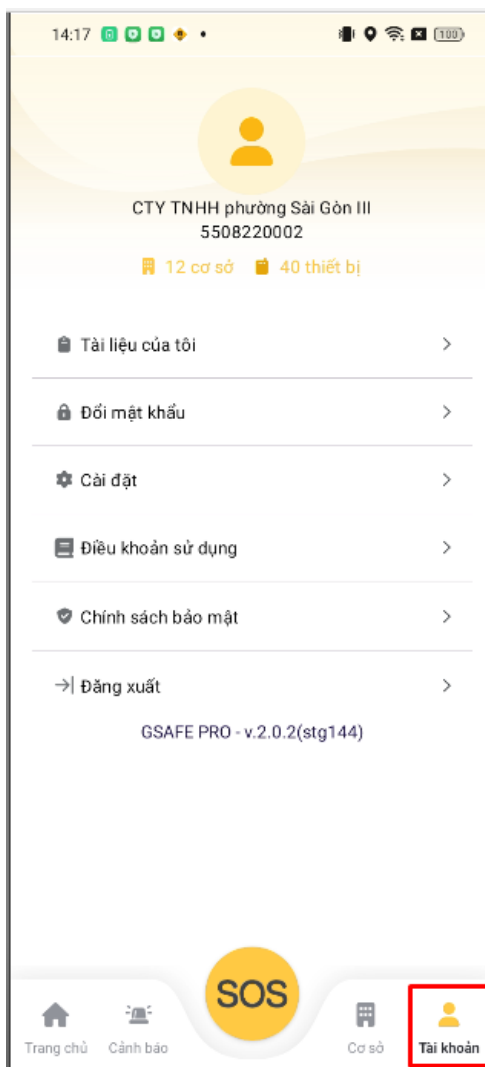 14:17
100
CTY TNHH phường Sài Gòn III
5508220002
12 cơ sở 40 thiết bị
Tài liệu của tôi
Đổi mật khẩu
Cài đặt
Điều khoản sử dụng
Chính sách bảo mật
Đăng xuất
GSAFE PRO - v.2.0.2(stg144)
SOS
Trang chủ Cảnh báo Cơ sở Tài khoản